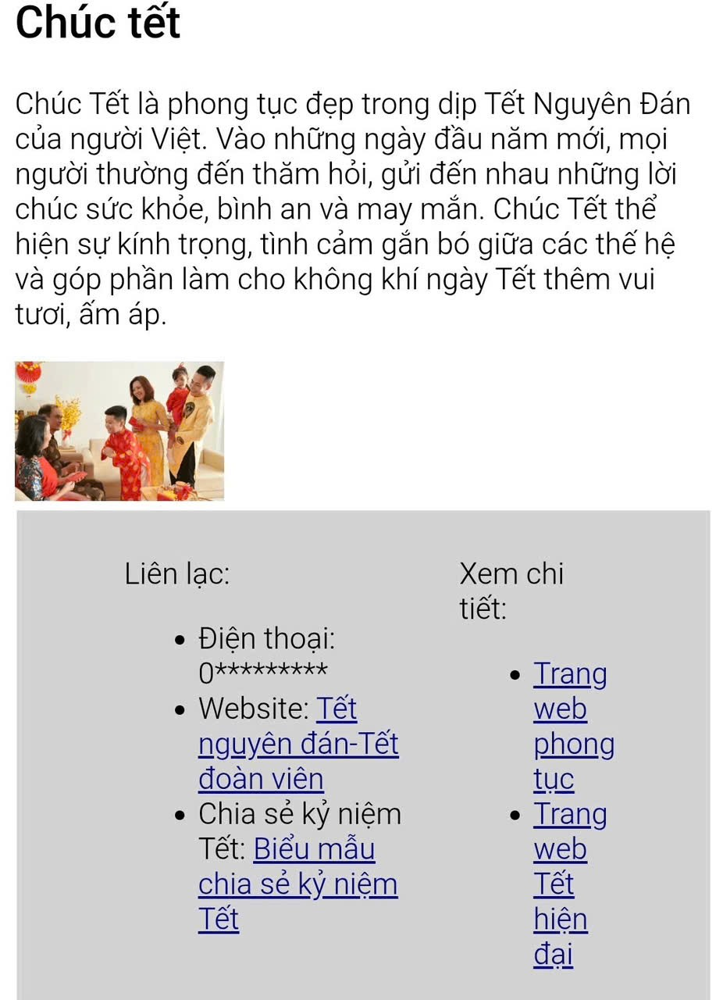 Chúc tết
Chúc Tết là phong tục đẹp trong dịp Tết Nguyên Đán
của người Việt. Vào những ngày đầu năm mới, mọi
người thường đến thăm hỏi, gửi đến nhau những lời
chúc sức khỏe, bình an và may mắn. Chúc Tết thể
hiện sự kính trọng, tình cảm gắn bó giữa các thế hệ
và góp phần làm cho không khí ngày Tết thêm vui
tươi, ấm áp.
Liên lạc:
Điện thoại:
0*********
Website: Tết
nguyên đán-Tết
đoàn viên
Chia sẻ kỷ niệm
Tết: Biểu mẫu
chia sẻ kỷ niệm
Tết
Xem chi
tiết:
Trang
web
phong
tục
Trang
web
Tết
hiện
đại